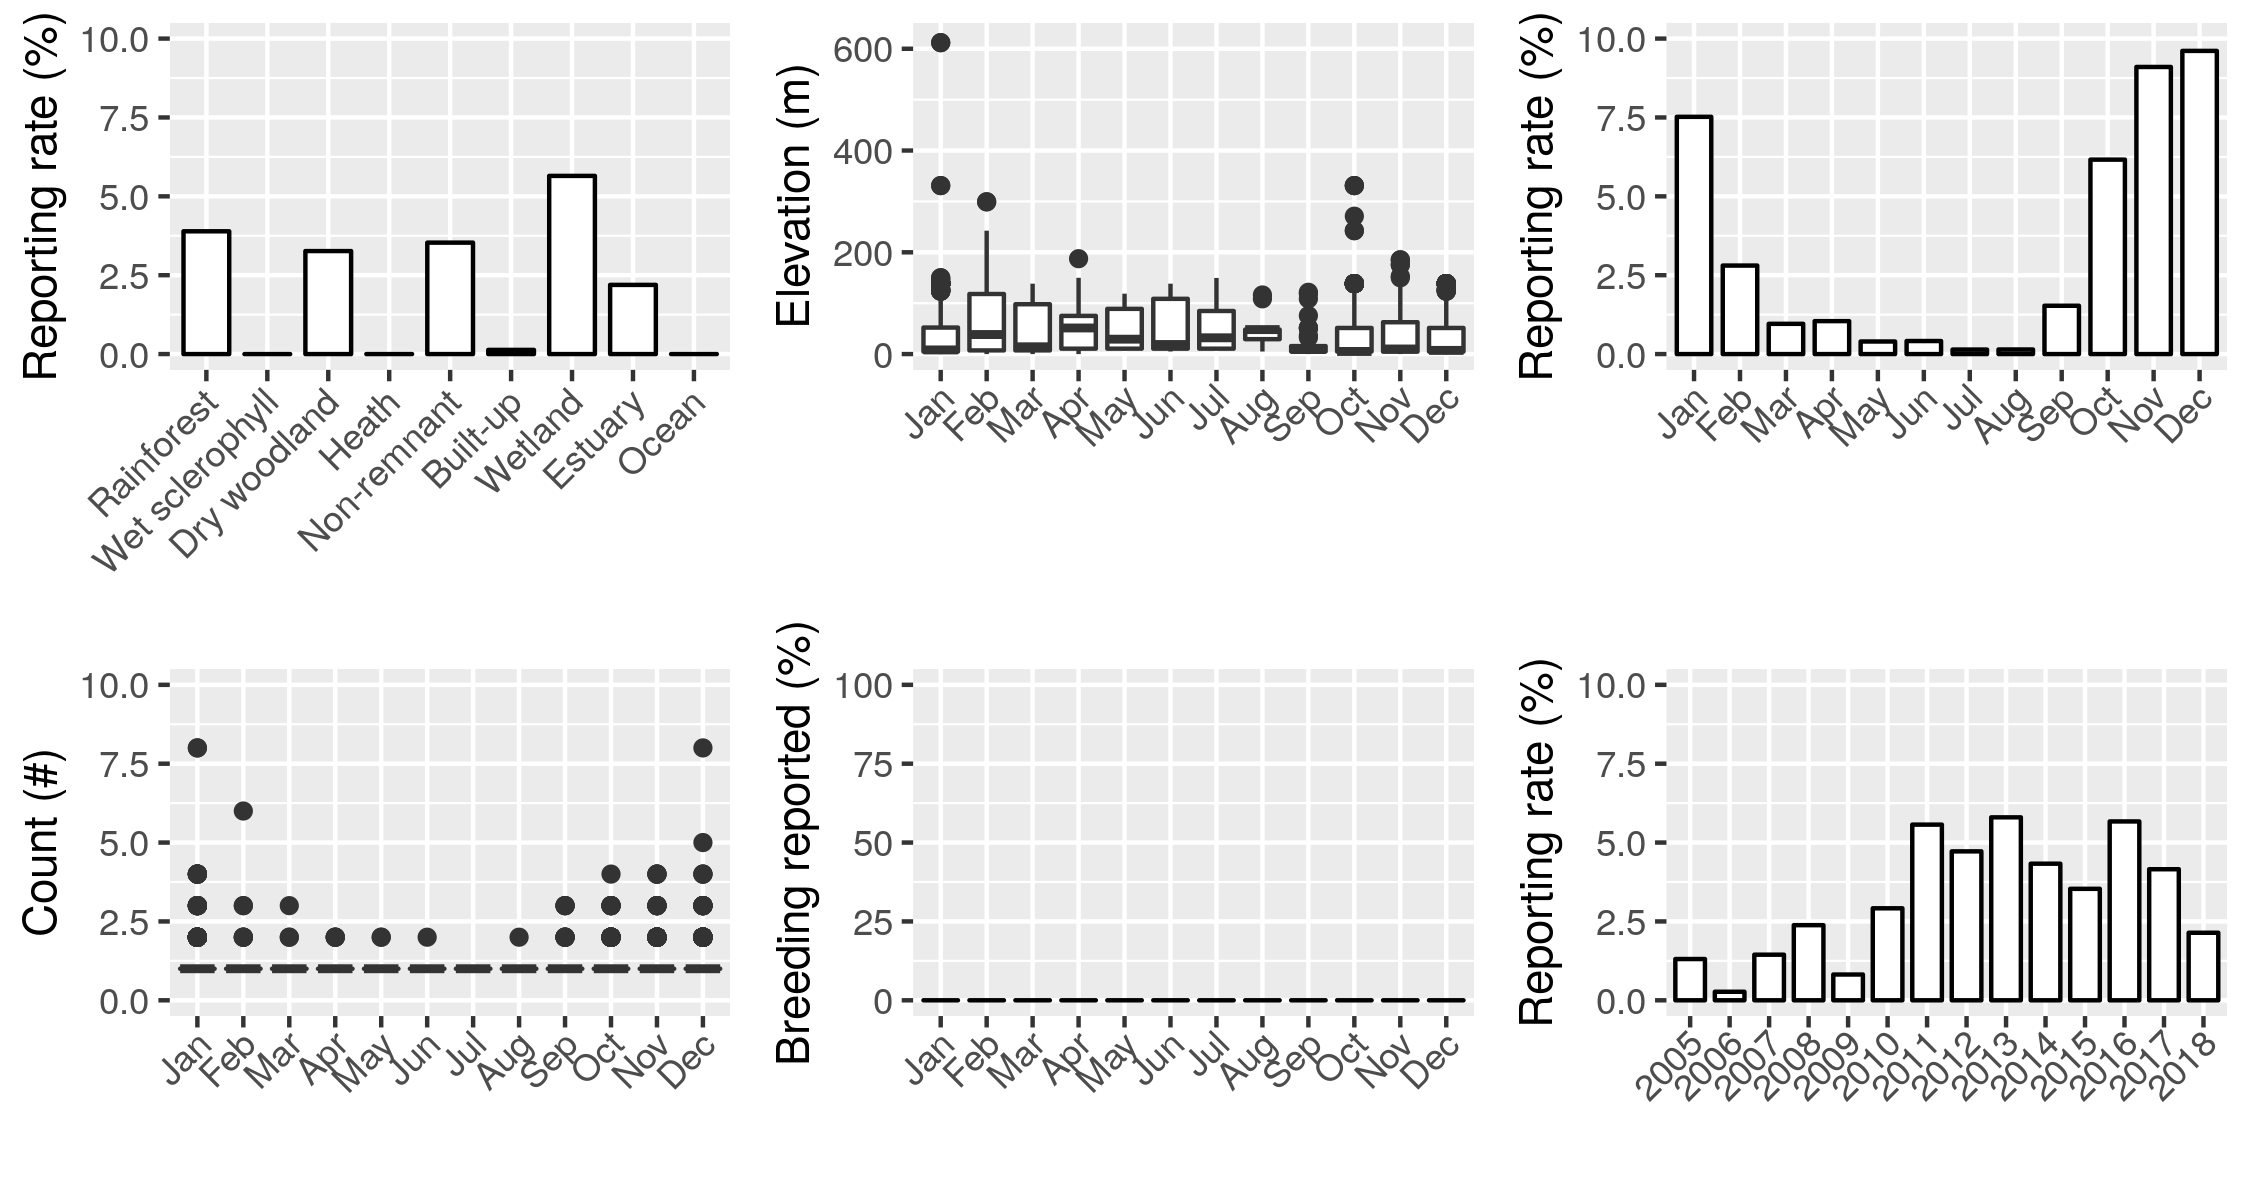 Reporting rate (%)
10.0
7.5
5.0
2.5
0.0
Rainforest
Wet sclerophyll
Dry woodland
Heath
Non-remnant
Built-up
Wetland
Estuary
Ocean
Elevation (m)
600
400
200
0
Jan
Feb
Mar
Apr
May
Jun
Jul
Aug
Sep
Oct
Nov
Dec
Reporting rate (%)
10.0
7.5
5.0
2.5
0.0
Jan
Feb
Mar
Apr
May
Jun
Jul
Aug
Sep
Oct
Nov
Dec
Count (#)
10.0
7.5
5.0
2.5
0.0
Jan
Feb
Mar
Apr
May
Jun
Jul
Aug
Sep
Oct
Nov
Dec
Breeding reported (%)
100
75
50
25
0
Jan
Feb
Mar
Apr
May
Jun
Jul
Aug
Sep
Oct
Nov
Dec
Reporting rate (%)
10.0
7.5
5.0
2.5
0.0
2005
2006
2007
2008
2009
2010
2011
2012
2013
2014
2015
2016
2017
2018